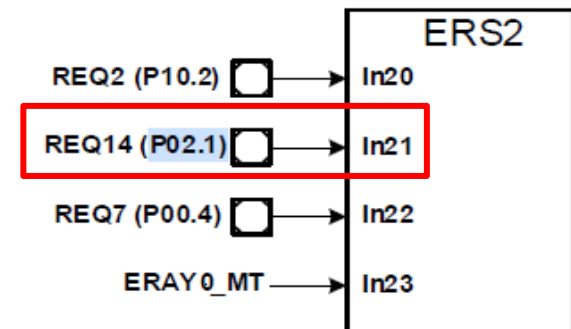 ERS2
REQ2 (P10.2) In20
REQ14 (P02.1) In21
REQ7 (P00.4) In22
ERAY0_MT In23